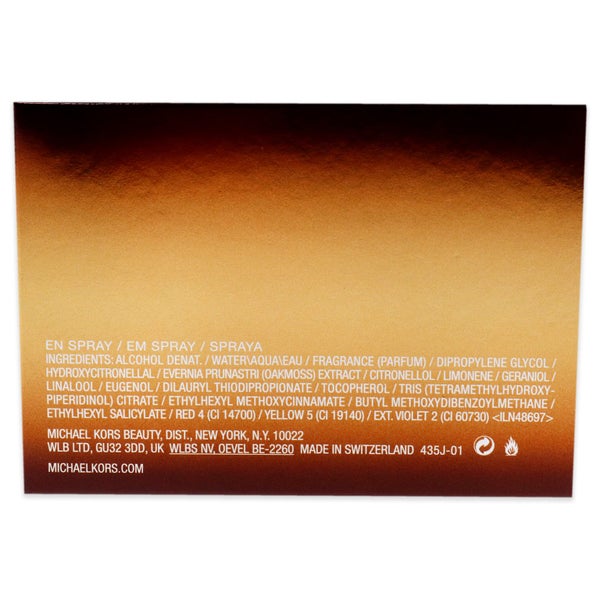 EN SPRAY / EM SPRAY / SPRAYA
INGREDIENTS: ALCOHOL DENAT. / WATER\AQUA\EAU / FRAGRANCE (PARFUM) / DIPROPYLENE GLYCOL /
HYDROXYCITRONELLAL / EVERNIA PRUNASTRI (OAKMOSS) EXTRACT / CITRONELLOL / LIMONENE / GERANIOL /
LINALOOL / EUGENOL / DILAURYL THIODIPROPIONATE / TOCOPHEROL / TRIS (TETRAMETHYLHYDROXY-
PIPERIDINOL) CITRATE / ETHYLHEXYL METHOXYCINNAMATE / BUTYL METHOXYDIBENZOYLMETHANE /
ETHYLHEXYL SALICYLATE / RED 4 (CI 14700) / YELLOW 5 (CI 19140) / EXT. VIOLET 2 (CI 60730) <ILN48697>
MICHAEL KORS BEAUTY, DIST., NEW YORK, N.Y. 10022
WLB LTD, GU32 3DD, UK WLBS NV, OEVEL BE-2260 MADE IN SWITZERLAND 435J-01
MICHAELKORS.COM